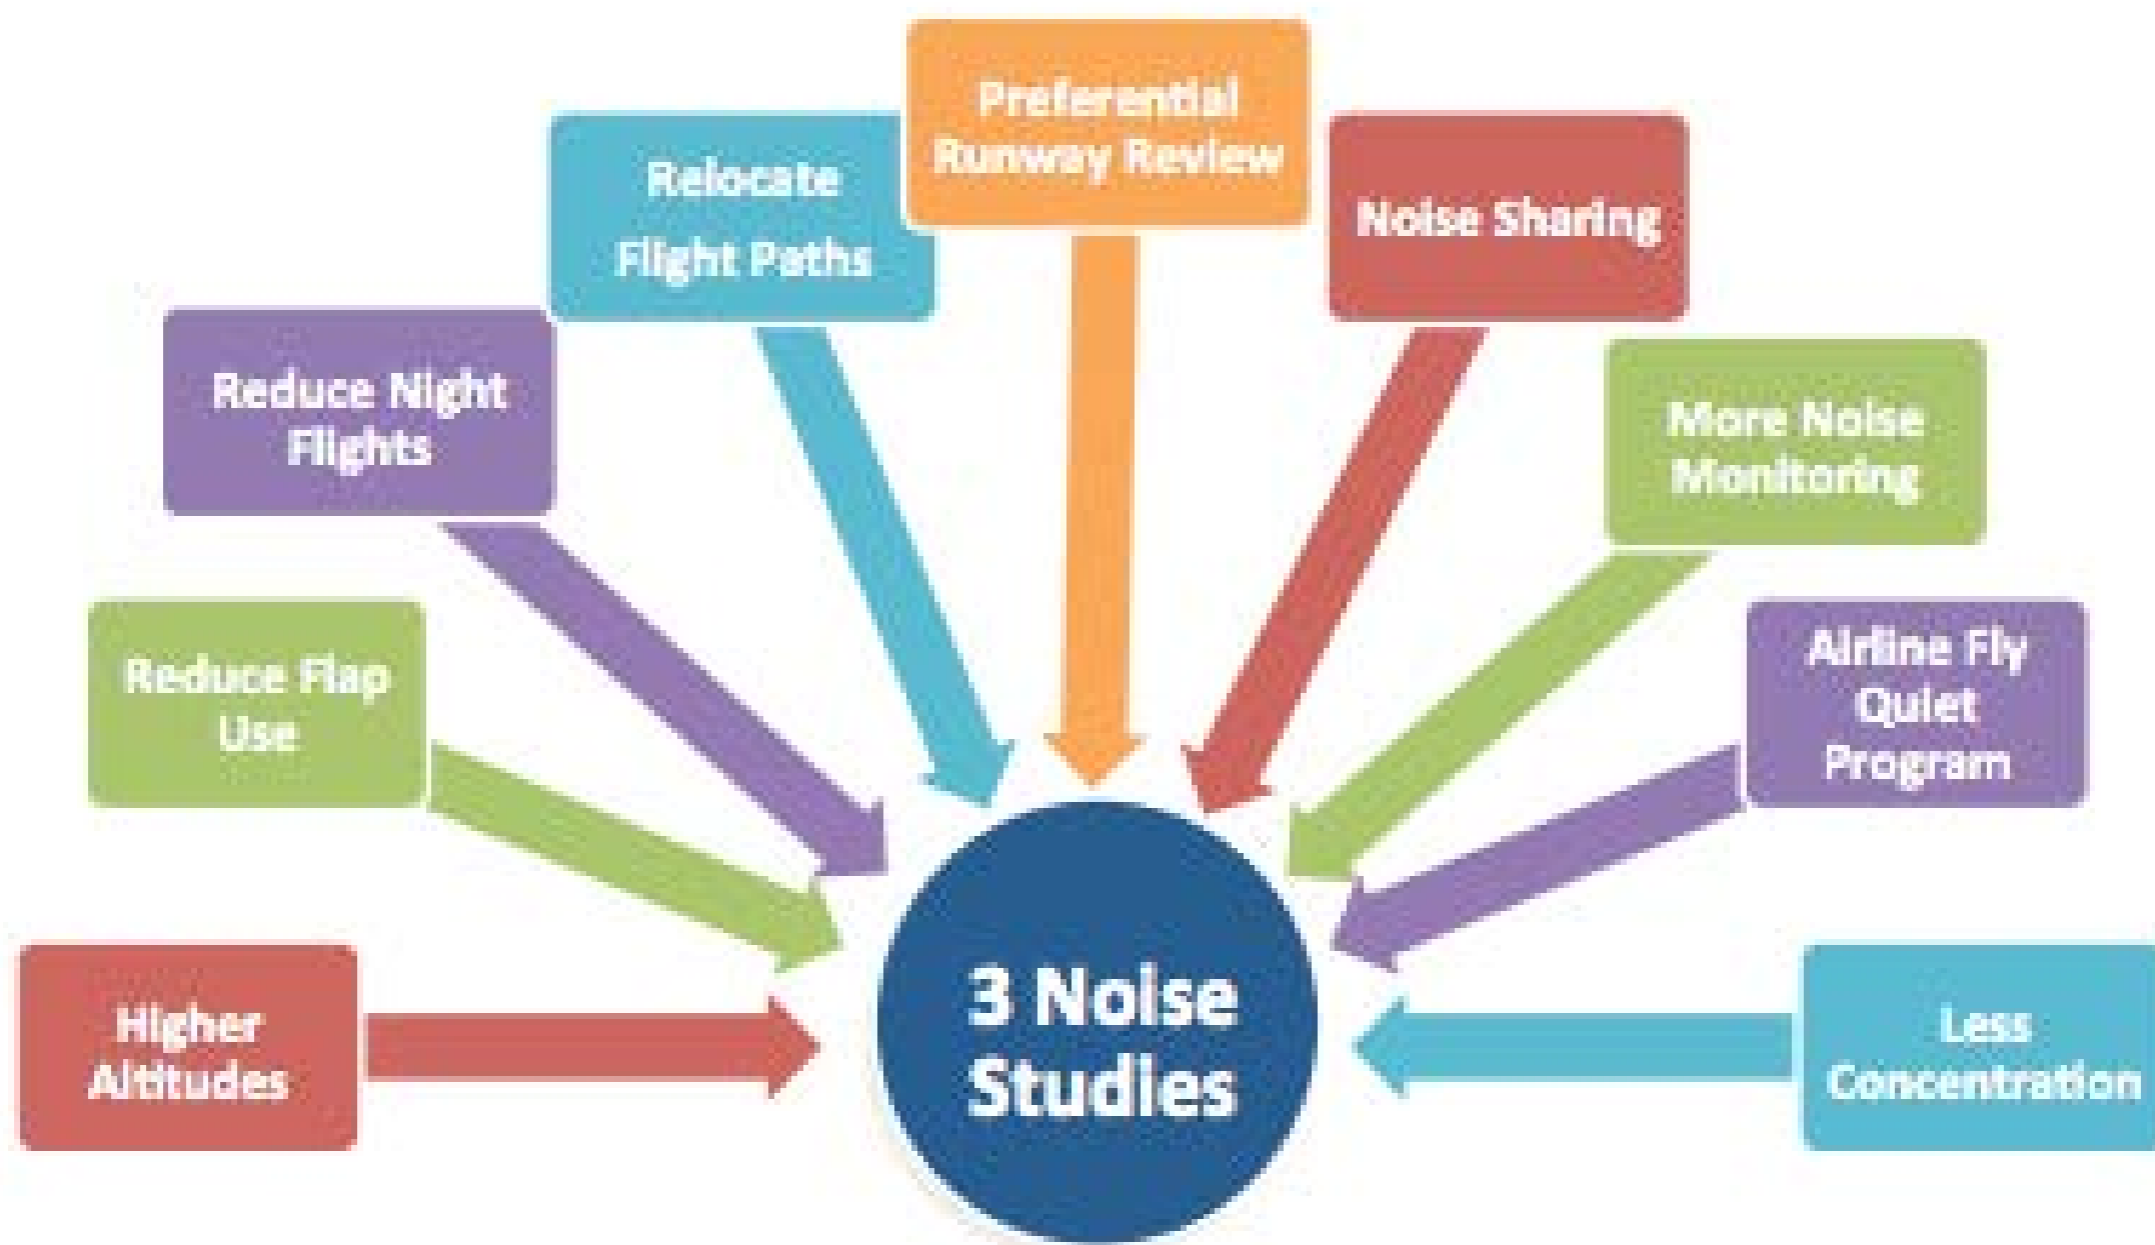 Preferential
Runway Review
Relocate
Flight Paths
Noise Sharing
Reduce Night
Flights
More Noise
Monitoring
Reduce Flap
Use
Airline Fly
Quiet
Program
Higher
Altitudes
3 Noise
Studies
Less
Concentration